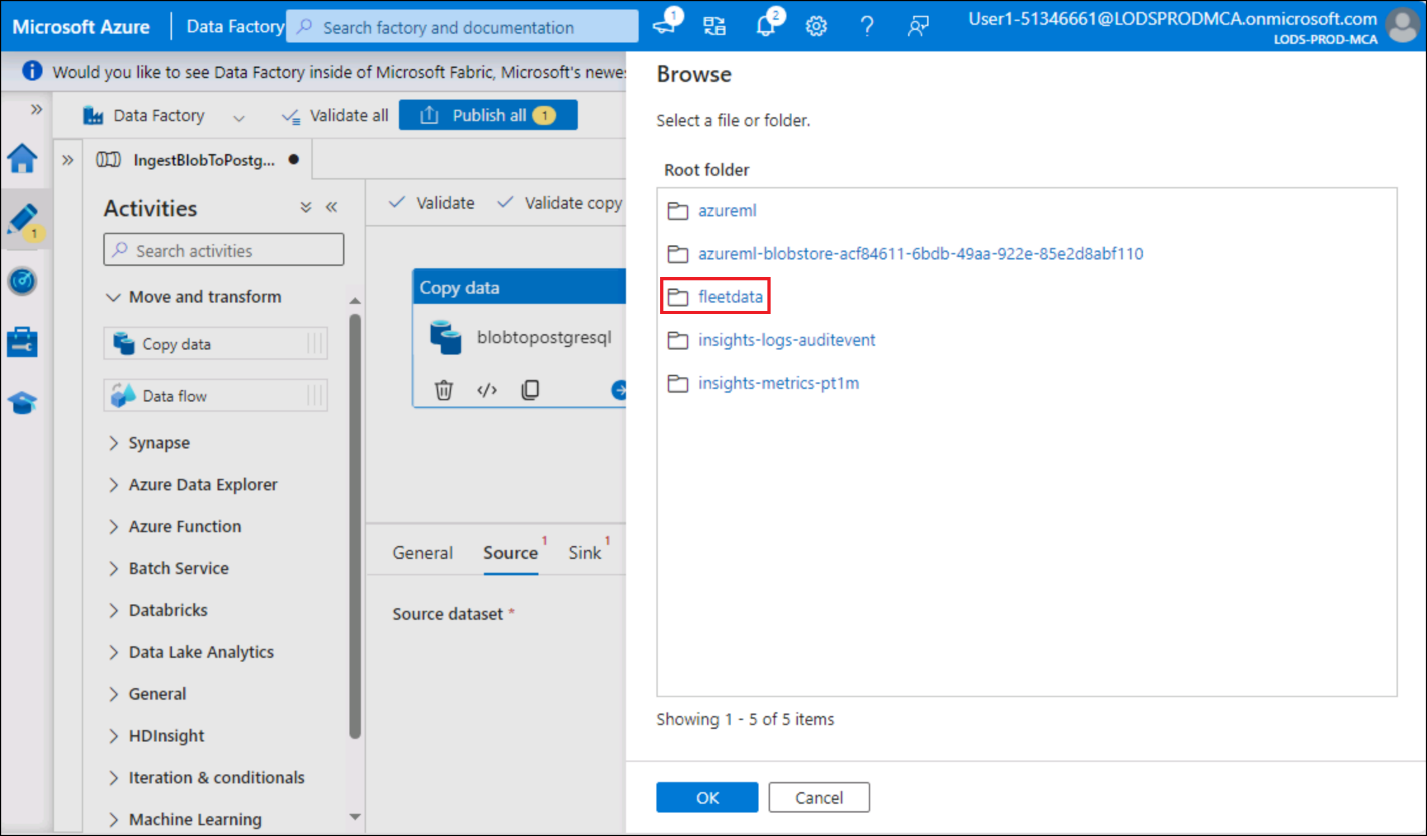 Microsoft Azure
Data Factory
Search factory and documentation
1
2
User1-51346661@LODSPRODMCA.onmicrosoft.com
LODS-PROD-MCA
Would you like to see Data Factory inside of Microsoft Fabric, Microsoft's
Data Factory
Validate all
Publish all 1
IngestBlobToPostg...
1
Activities
Search activities
Move and transform
Copy data
Data flow
Synapse
Azure Data Explorer
Azure Function
Batch Service
Databricks
Data Lake Analytics
General
HDInsight
Iteration & conditionals
Machine Learning
Validate
Validate copy
Copy data
blobtopostgresql
General
Source 1
Sink 1
Source dataset *
Browse
Select a file or folder.
Root folder
azureml
azureml-blobstore-acf84611-6bdb-49aa-922e-85e2d8abf110
fleetdata
insights-logs-auditevent
insights-metrics-pt1m
Showing 1 - 5 of 5 items
OK
Cancel